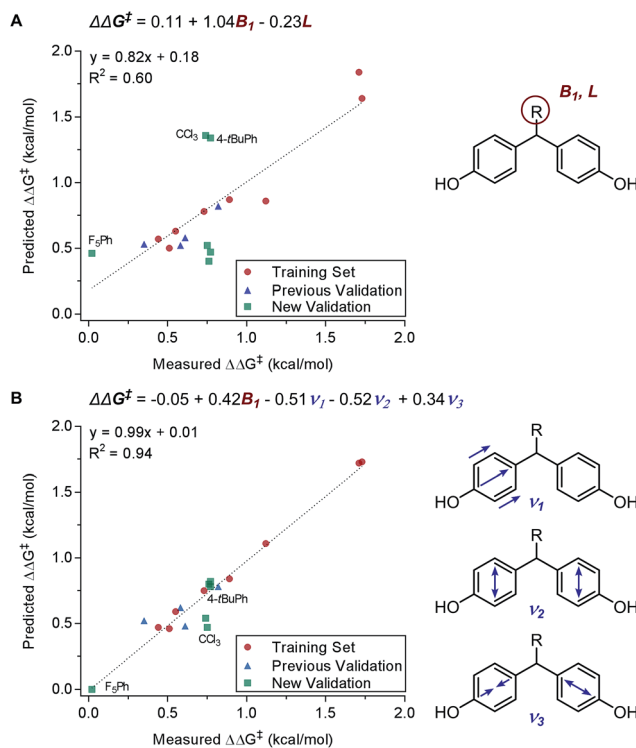 A
ΔΔG‡ = 0.11 + 1.04B₁ - 0.23L
y = 0.82x + 0.18
R² = 0.60
CCl₃
4-tBuPh
F₅Ph
Training Set
Previous Validation
New Validation
2.0
1.5
1.0
0.5
0.0
Predicted ΔΔG‡ (kcal/mol)
0.0
0.5
1.0
1.5
2.0
Measured ΔΔG‡ (kcal/mol)
B₁, L
R
HO
OH
B
ΔΔG‡ = -0.05 + 0.42B₁ - 0.51ν₁ - 0.52ν₂ + 0.34ν₃
y = 0.99x + 0.01
R² = 0.94
4-tBuPh
CCl₃
F₅Ph
Training Set
Previous Validation
New Validation
2.0
1.5
1.0
0.5
0.0
Predicted ΔΔG‡ (kcal/mol)
0.0
0.5
1.0
1.5
2.0
Measured ΔΔG‡ (kcal/mol)
R
HO
OH
ν₁
R
HO
OH
ν₂
R
HO
OH
ν₃